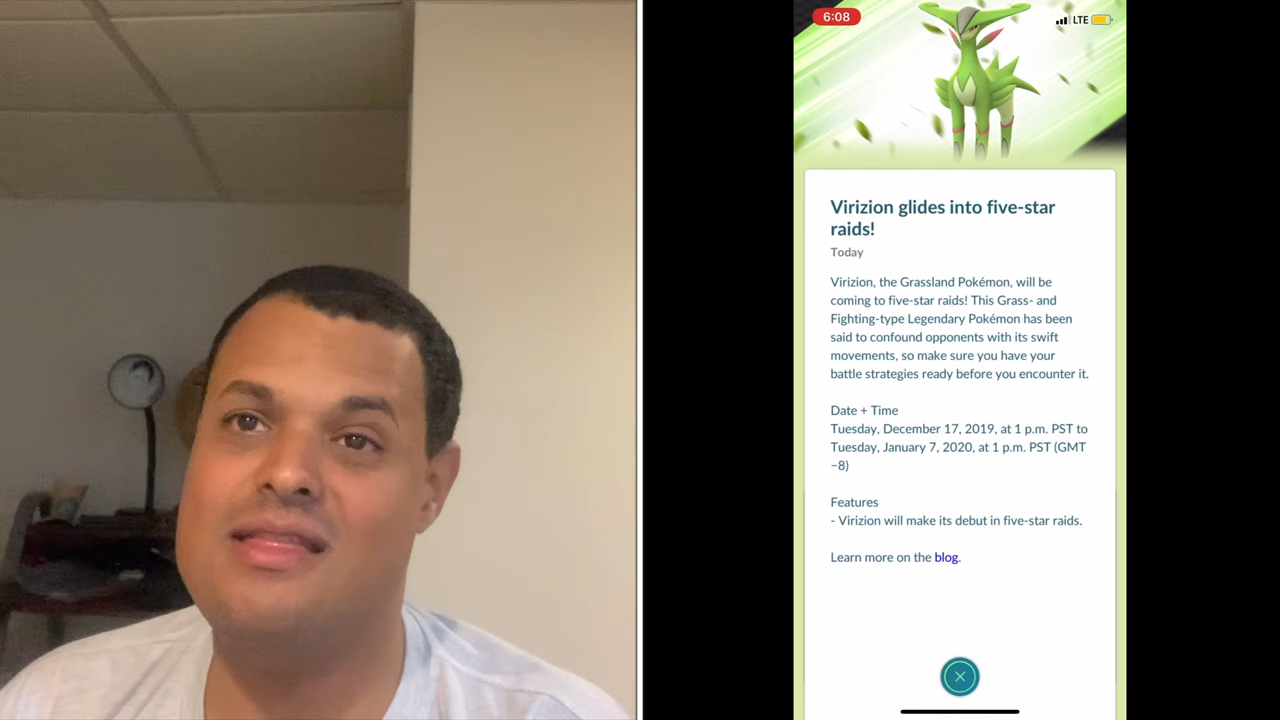 6:08
LTE
Virizion glides into five-star
raids!
Today
Virizion, the Grassland Pokémon, will be
coming to five-star raids! This Grass- and
Fighting-type Legendary Pokémon has been
said to confound opponents with its swift
movements, so make sure you have your
battle strategies ready before you encounter it.
Date + Time
Tuesday, December 17, 2019, at 1 p.m. PST to
Tuesday, January 7, 2020, at 1 p.m. PST (GMT
−8)
Features
- Virizion will make its debut in five-star raids.
Learn more on the blog.